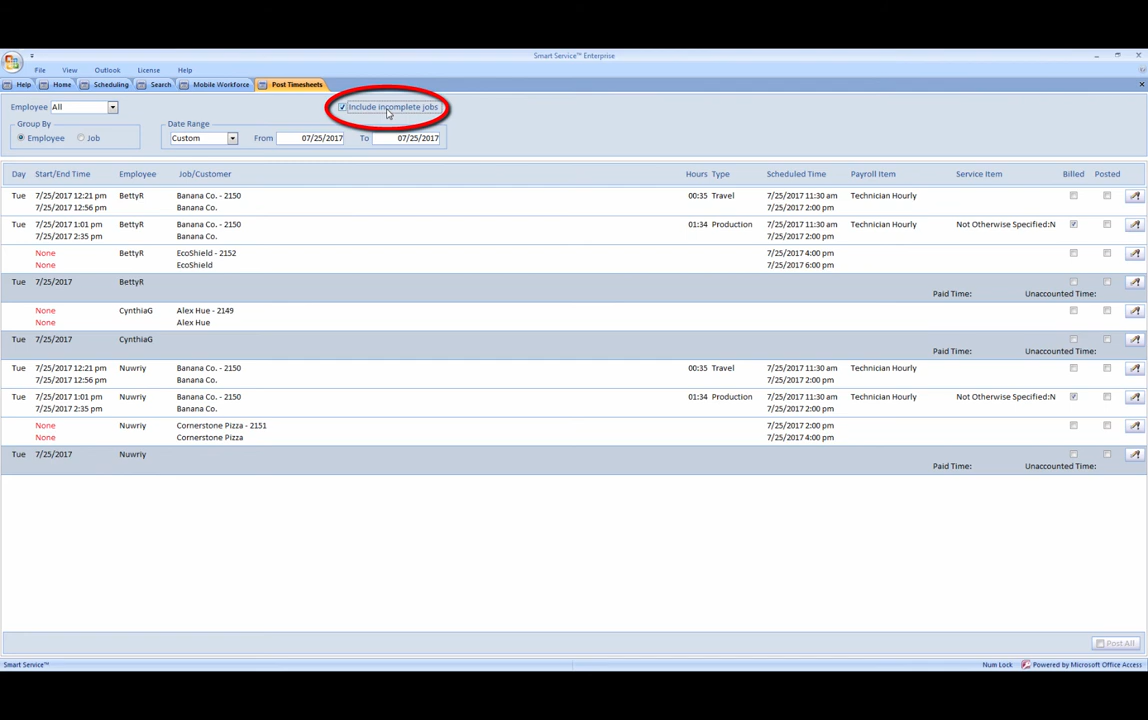 Smart Service™ Enterprise
File View Outlook License Help
Help Home Scheduling Search Mobile Workforce Post Timesheets
Employee All Include incomplete jobs
Group By Date Range
Employee Job Custom From 07/25/2017 To 07/25/2017
Day Start/End Time Employee Job/Customer Hours Type Scheduled Time Payroll Item Service Item Billed Posted
Tue 7/25/2017 12:21 pm BettyR Banana Co. - 2150 00:35 Travel 7/25/2017 11:30 am Technician Hourly
7/25/2017 12:56 pm Banana Co. 7/25/2017 2:00 pm
Tue 7/25/2017 1:01 pm BettyR Banana Co. - 2150 01:34 Production 7/25/2017 11:30 am Technician Hourly Not Otherwise Specified:N
7/25/2017 2:35 pm Banana Co. 7/25/2017 2:00 pm
None BettyR EcoShield - 2152 7/25/2017 4:00 pm
None EcoShield 7/25/2017 6:00 pm
Tue 7/25/2017 BettyR
Paid Time: Unaccounted Time:
None CynthiaG Alex Hue - 2149
None Alex Hue
Tue 7/25/2017 CynthiaG
Paid Time: Unaccounted Time:
Tue 7/25/2017 12:21 pm Nuwriy Banana Co. - 2150 00:35 Travel 7/25/2017 11:30 am Technician Hourly
7/25/2017 12:56 pm Banana Co. 7/25/2017 2:00 pm
Tue 7/25/2017 1:01 pm Nuwriy Banana Co. - 2150 01:34 Production 7/25/2017 11:30 am Technician Hourly Not Otherwise Specified:N
7/25/2017 2:35 pm Banana Co. 7/25/2017 2:00 pm
None Nuwriy Cornerstone Pizza - 2151 7/25/2017 2:00 pm
None Cornerstone Pizza 7/25/2017 4:00 pm
Tue 7/25/2017 Nuwriy
Paid Time: Unaccounted Time:
Post All
Smart Service™ Num Lock Powered by Microsoft Office Access